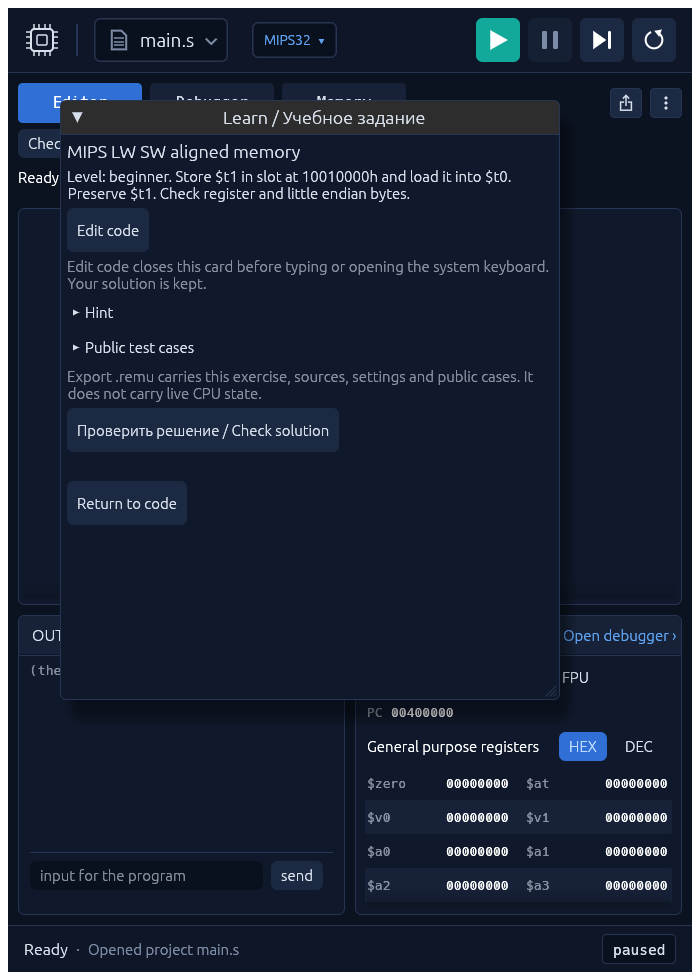 main.s
MIPS32
Learn / Учебное задание
Ready
MIPS LW SW aligned memory
Level: beginner. Store $t1 in slot at 10010000h and load it into $t0.
Preserve $t1. Check register and little endian bytes.
Edit code
Edit code closes this card before typing or opening the system keyboard.
Your solution is kept.
Hint
Public test cases
Export .remu carries this exercise, sources, settings and public cases. It
does not carry live CPU state.
Проверить решение / Check solution
Return to code
Open debugger ›
(the
FPU
PC 00400000
General purpose registers HEX DEC
$zero 00000000 $at 00000000
$v0 00000000 $v1 00000000
$a0 00000000 $a1 00000000
$a2 00000000 $a3 00000000
input for the program send
Ready · Opened project main.s paused